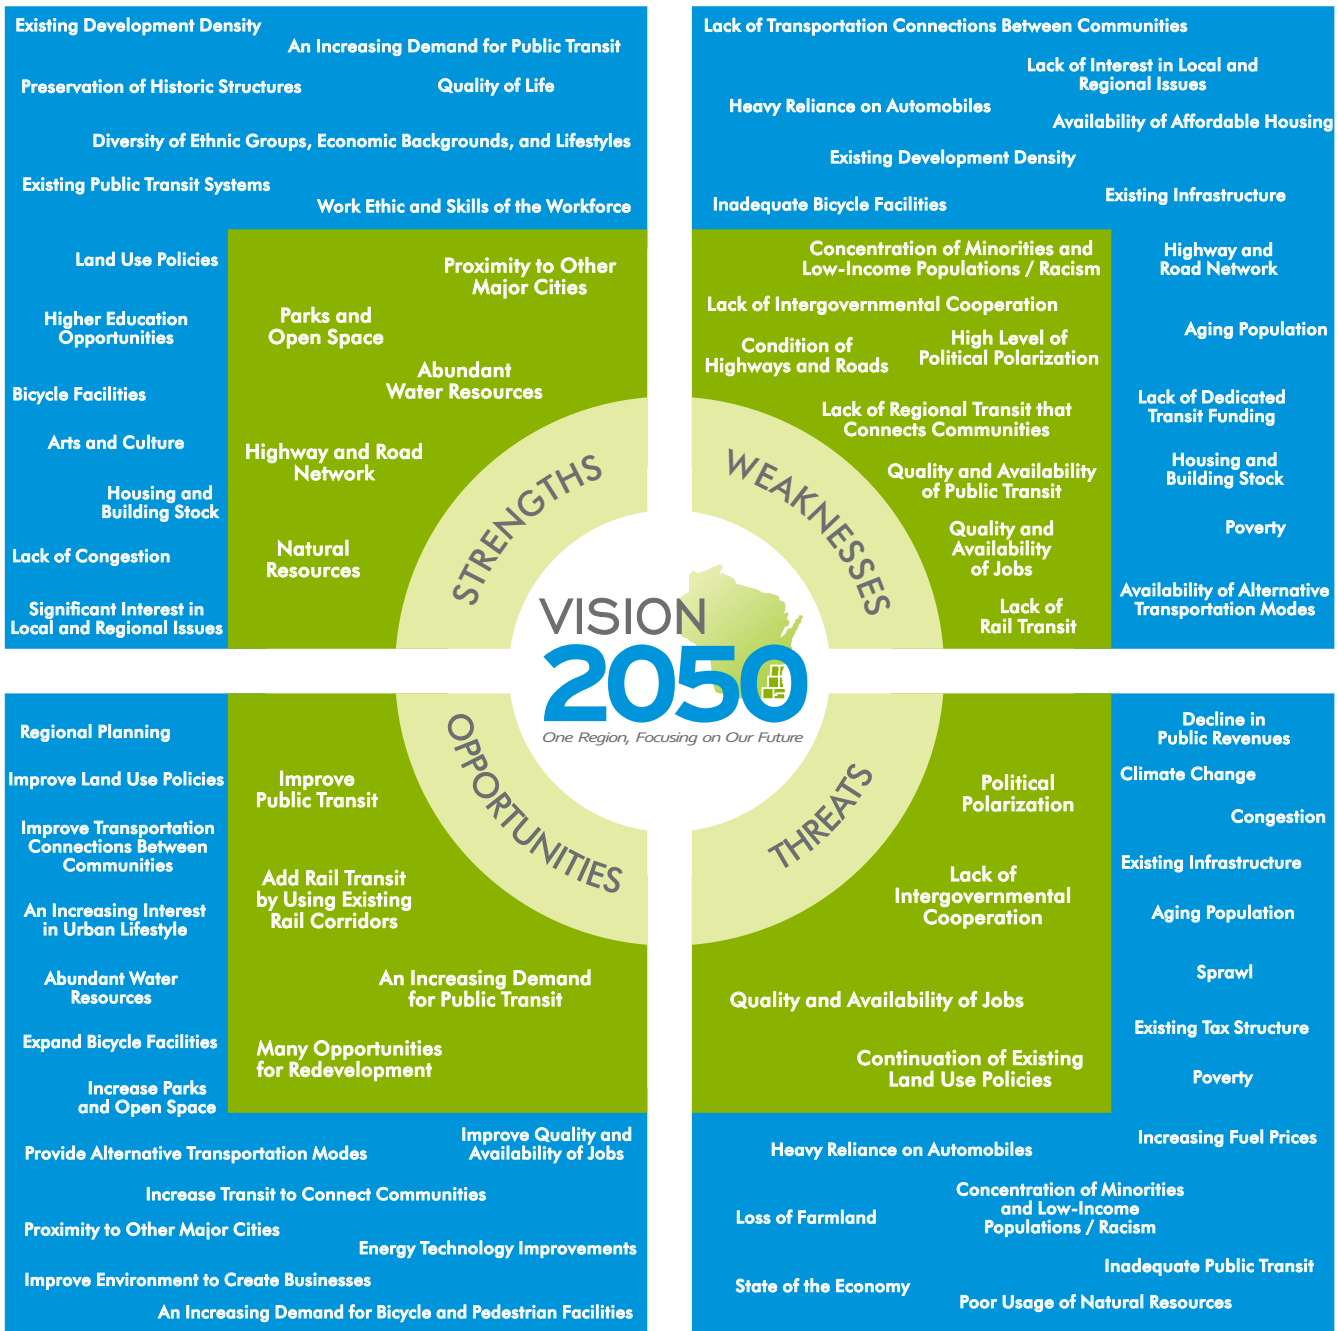 Existing Development Density
An Increasing Demand for Public Transit
Preservation of Historic Structures
Quality of Life
Diversity of Ethnic Groups, Economic Backgrounds, and Lifestyles
Existing Public Transit Systems
Work Ethic and Skills of the Workforce
Land Use Policies
Higher Education
Opportunities
Bicycle Facilities
Arts and Culture
Housing and
Building Stock
Lack of Congestion
Significant Interest in
Local and Regional Issues
Proximity to Other
Major Cities
Parks and
Open Space
Abundant
Water Resources
Highway and Road
Network
Natural
Resources
STRENGTHS
Lack of Transportation Connections Between Communities
Lack of Interest in Local and
Regional Issues
Heavy Reliance on Automobiles
Availability of Affordable Housing
Existing Development Density
Existing Infrastructure
Inadequate Bicycle Facilities
Concentration of Minorities and
Low-Income Populations / Racism
Lack of Intergovernmental Cooperation
Condition of
Highways and Roads
High Level of
Political Polarization
Lack of Regional Transit that
Connects Communities
Quality and Availability
of Public Transit
Quality and
Availability
of Jobs
Lack of
Rail Transit
WEAKNESSES
Highway and
Road Network
Aging Population
Lack of Dedicated
Transit Funding
Housing and
Building Stock
Poverty
Availability of Alternative
Transportation Modes
VISION
2050
One Region, Focusing on Our Future
Regional Planning
Improve Land Use Policies
Improve Transportation
Connections Between
Communities
An Increasing Interest
in Urban Lifestyle
Abundant Water
Resources
Expand Bicycle Facilities
Increase Parks
and Open Space
Improve
Public Transit
Add Rail Transit
by Using Existing
Rail Corridors
An Increasing Demand
for Public Transit
Many Opportunities
for Redevelopment
OPPORTUNITIES
Improve Quality and
Availability of Jobs
Provide Alternative Transportation Modes
Increase Transit to Connect Communities
Proximity to Other Major Cities
Energy Technology Improvements
Improve Environment to Create Businesses
An Increasing Demand for Bicycle and Pedestrian Facilities
THREATS
Political
Polarization
Lack of
Intergovernmental
Cooperation
Quality and Availability of Jobs
Continuation of Existing
Land Use Policies
Decline in
Public Revenues
Climate Change
Congestion
Existing Infrastructure
Aging Population
Sprawl
Existing Tax Structure
Poverty
Increasing Fuel Prices
Heavy Reliance on Automobiles
Concentration of Minorities
and Low-Income
Populations / Racism
Loss of Farmland
Inadequate Public Transit
State of the Economy
Poor Usage of Natural Resources